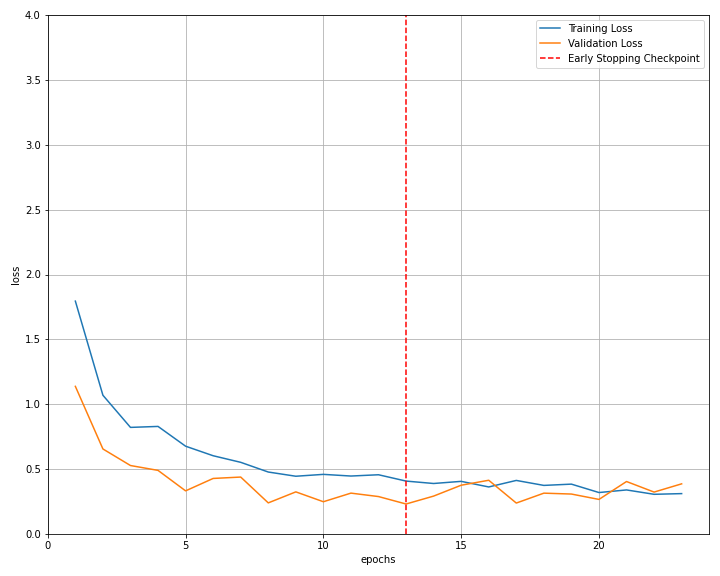 Training Loss
Validation Loss
Early Stopping Checkpoint
4.0
3.5
3.0
2.5
2.0
1.5
1.0
0.5
0.0
loss
0 5 10 15 20
epochs